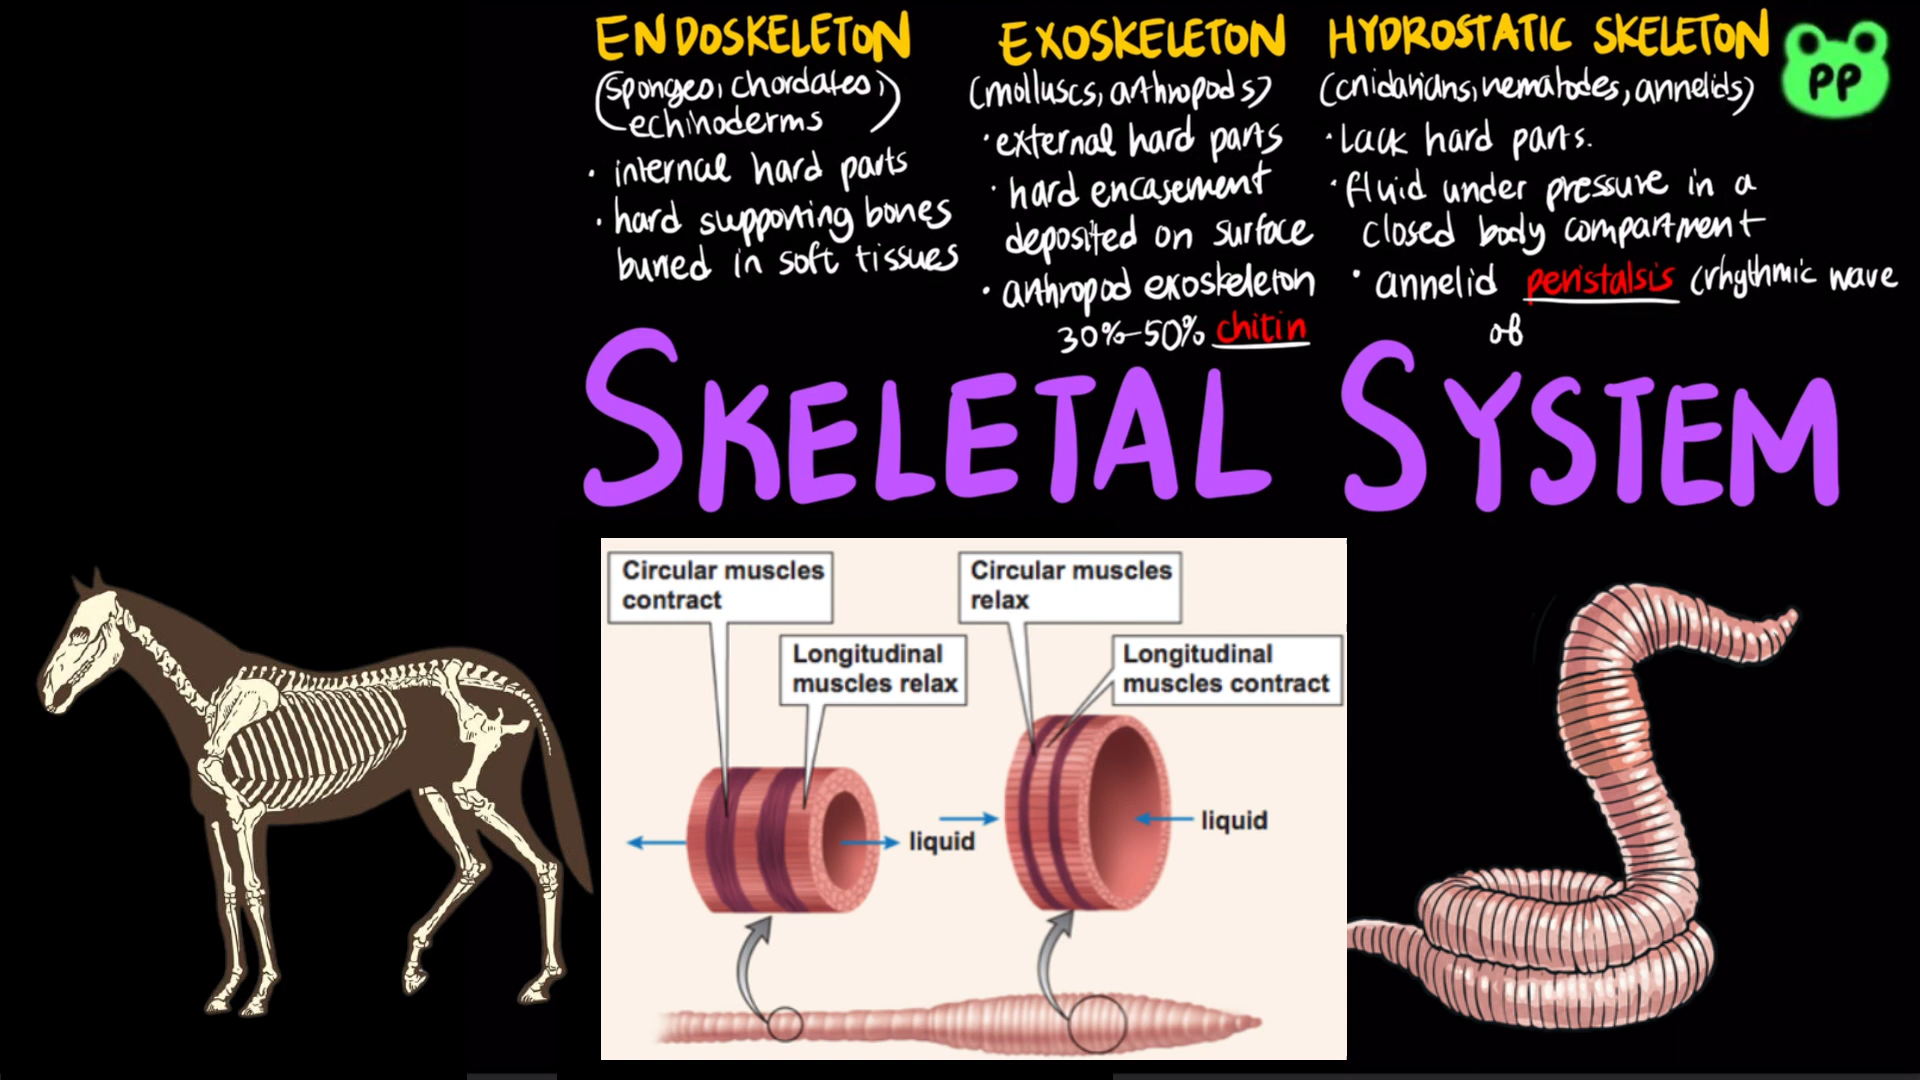 ENDOSKELETON
(sponges, chordates,
echinoderms)
· internal hard parts
· hard supporting bones
buried in soft tissues
EXOSKELETON
(molluscs, arthropods)
· external hard parts
· hard encasement
deposited on surface
· arthropod exoskeleton
30%-50% chitin
HYDROSTATIC SKELETON
(cnidarians, nematodes, annelids)
· Lack hard parts.
· fluid under pressure in a
closed body compartment
· annelid peristalsis (rhythmic wave
of
PP
SKELETAL SYSTEM
Circular muscles
contract
Longitudinal
muscles relax
liquid
Circular muscles
relax
Longitudinal
muscles contract
liquid